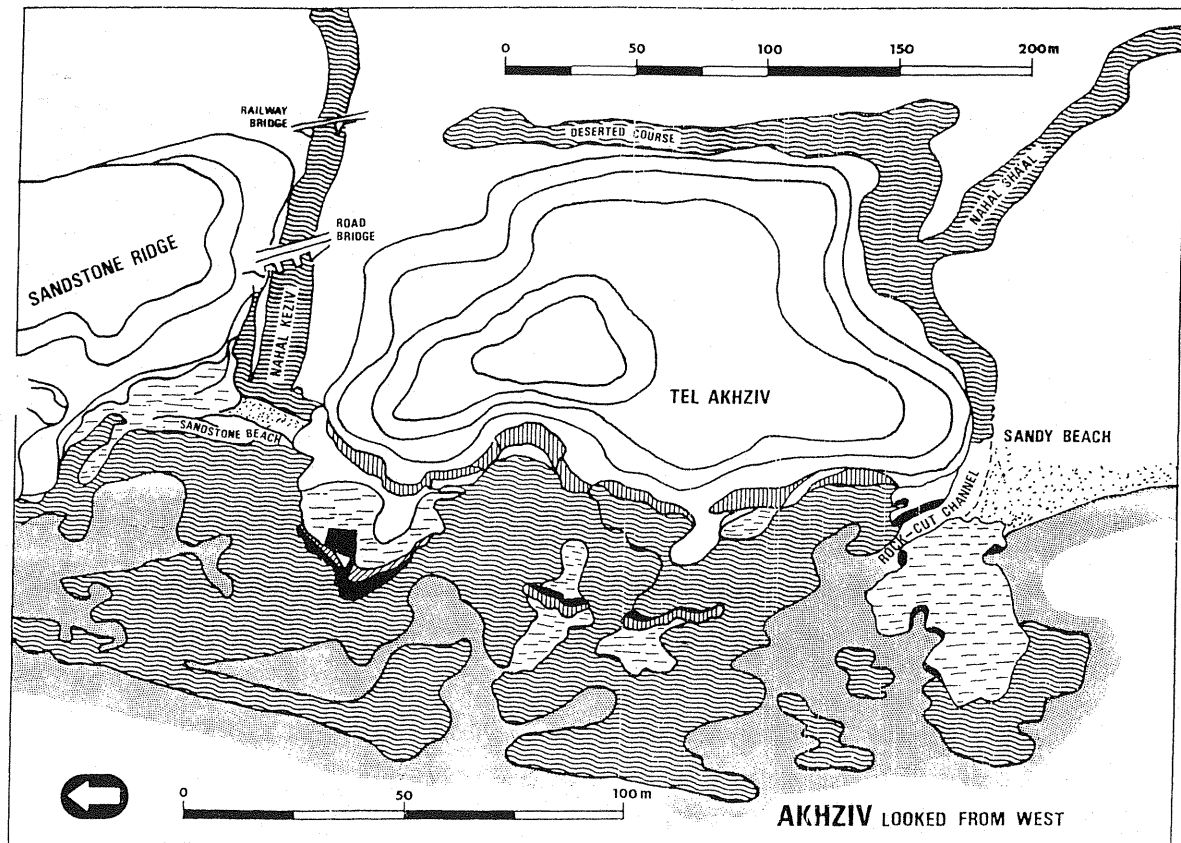 0 50 100 150 200m
RAILWAY
BRIDGE
DESERTED COURSE
NAHAL SHAAL
ROAD
BRIDGE
SANDSTONE RIDGE
NAHAL KEZIV
TEL AKHZIV
SANDSTONE BEACH
SANDY BEACH
ROCK-CUT CHANNEL
0 50 100m
AKHZIV LOOKED FROM WEST